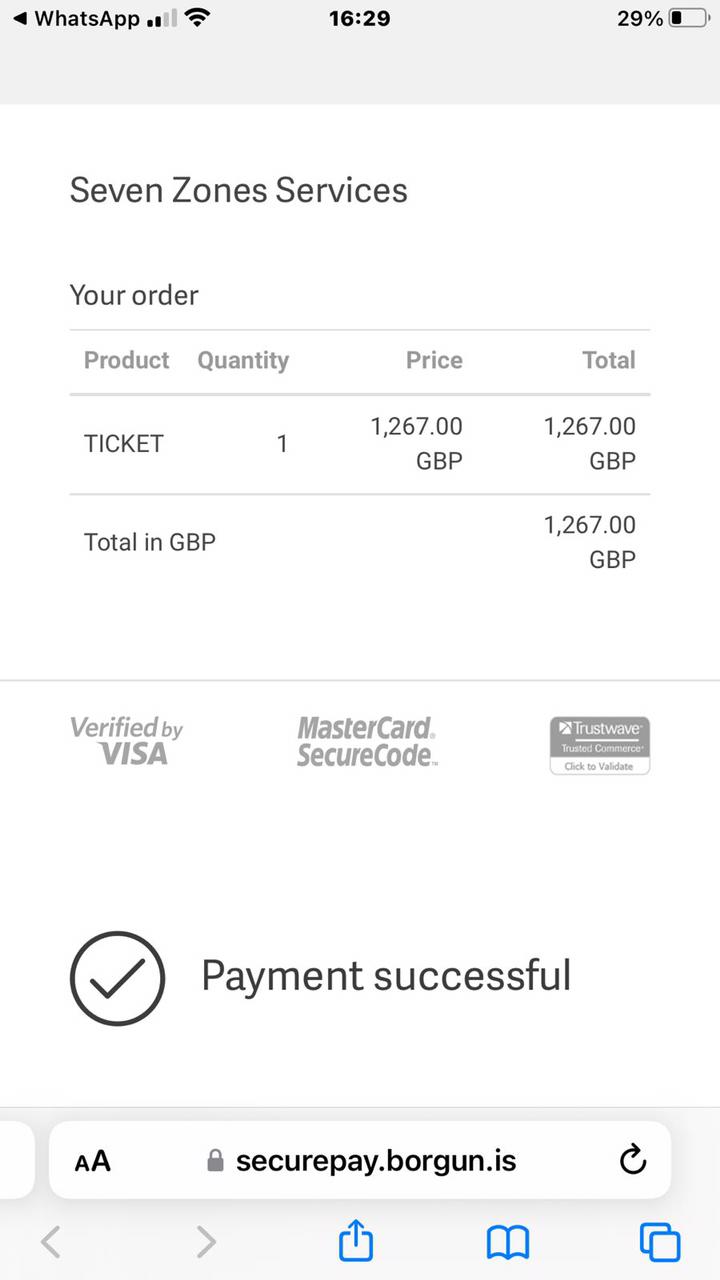 ◀ WhatsApp 16:29 29%
Seven Zones Services
Your order
Product Quantity Price Total
TICKET 1 1,267.00 GBP 1,267.00 GBP
Total in GBP 1,267.00 GBP
Verified by VISA
MasterCard® SecureCode™
Trustwave®
Trusted Commerce®
Click to Validate
Payment successful
AA securepay.borgun.is